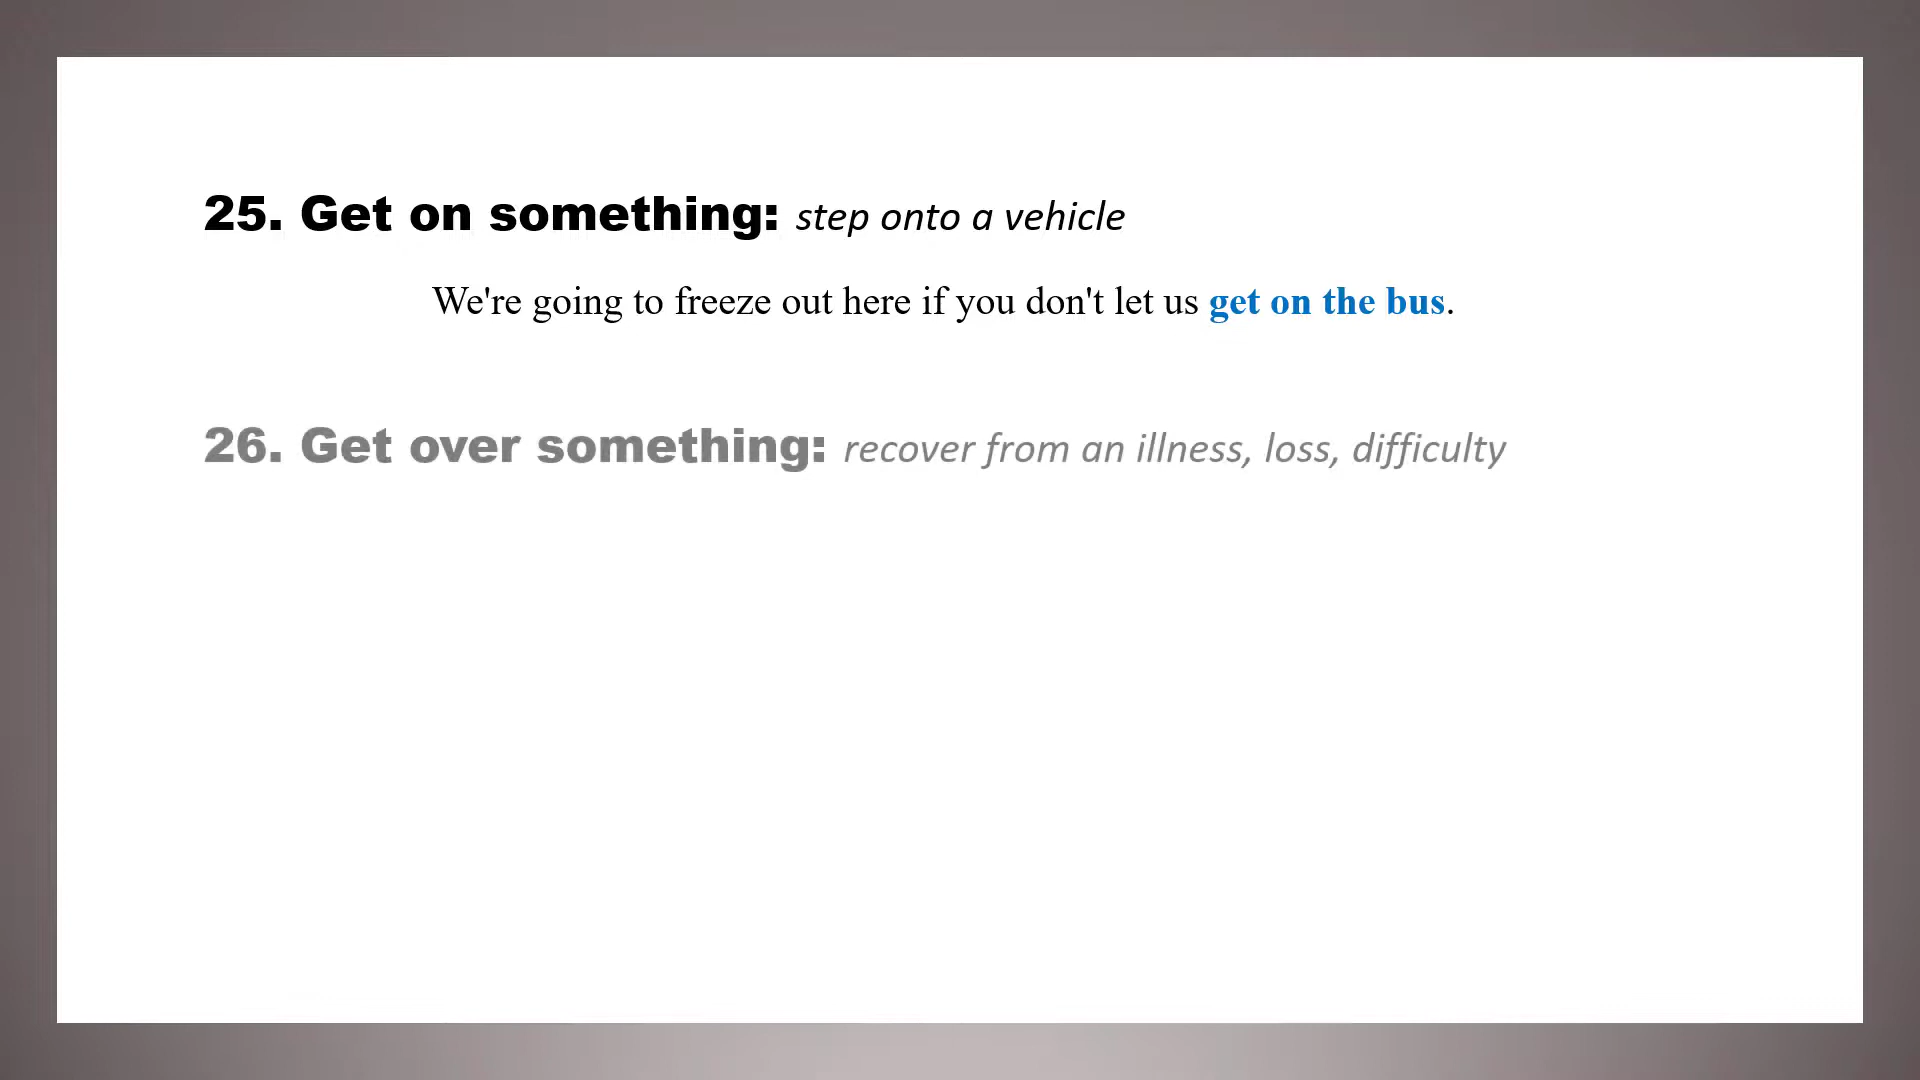 25. Get on something: step onto a vehicle
We're going to freeze out here if you don't let us get on the bus.
26. Get over something: recover from an illness, loss, difficulty